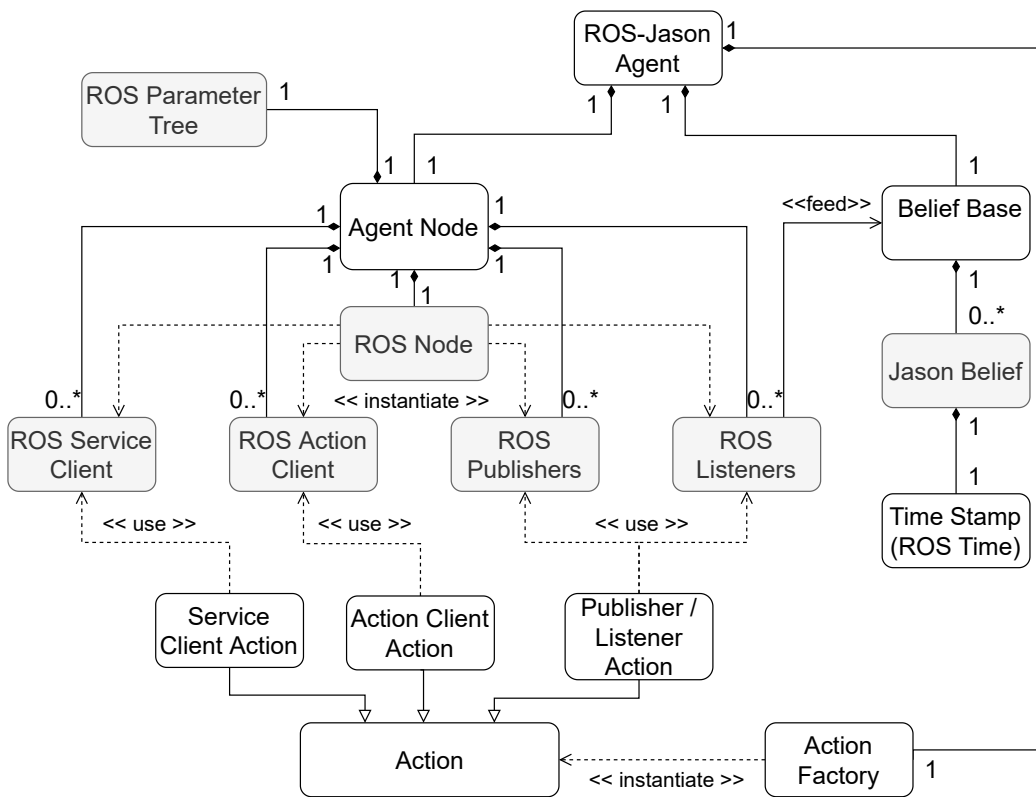 ROS-Jason
Agent
1
1
1
ROS Parameter
Tree
1
1
1
1
Agent Node
1
1
1
1
1
1
1
<<feed>>
Belief Base
1
0..*
ROS Node
<< instantiate >>
Jason Belief
1
1
0..*
0..*
0..*
0..*
ROS Service
Client
ROS Action
Client
ROS
Publishers
ROS
Listeners
Time Stamp
(ROS Time)
<< use >>
<< use >>
<< use >>
Service
Client Action
Action Client
Action
Publisher /
Listener
Action
Action
<< instantiate >>
Action
Factory
1